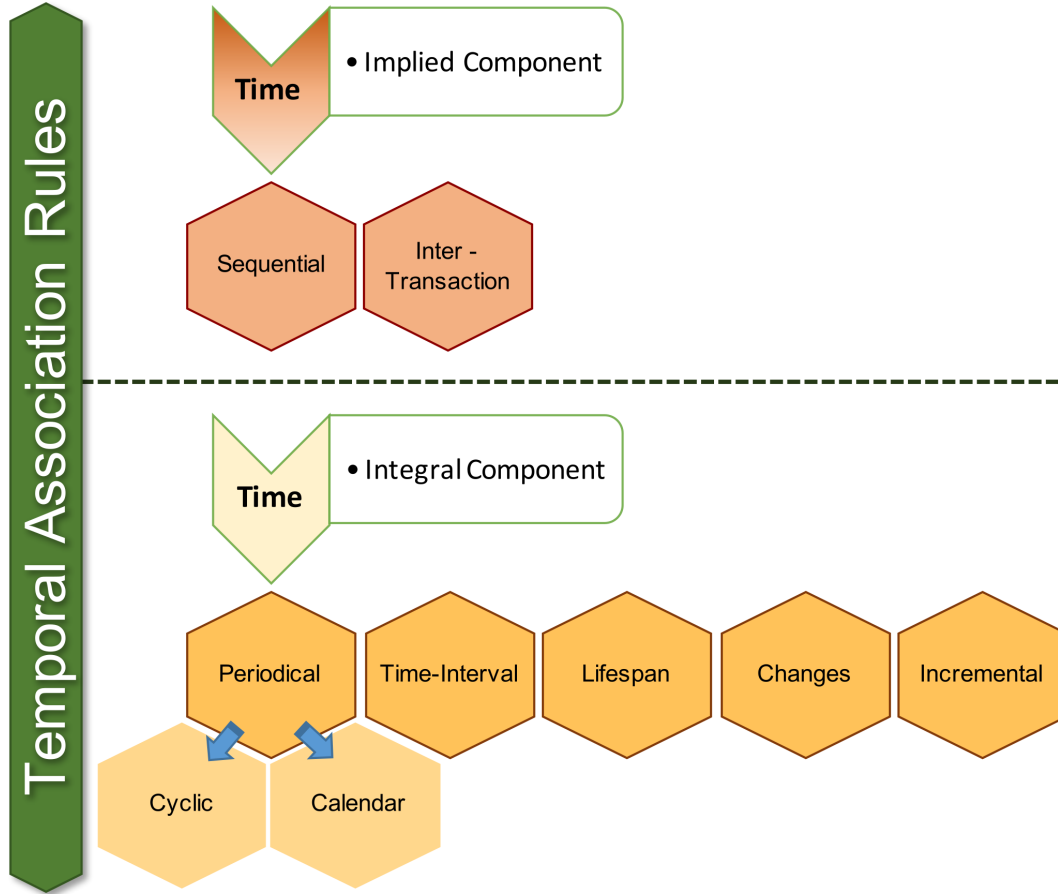 Temporal Association Rules
Time
• Implied Component
Sequential
Inter -
Transaction
Time
• Integral Component
Periodical
Time-Interval
Lifespan
Changes
Incremental
Cyclic
Calendar